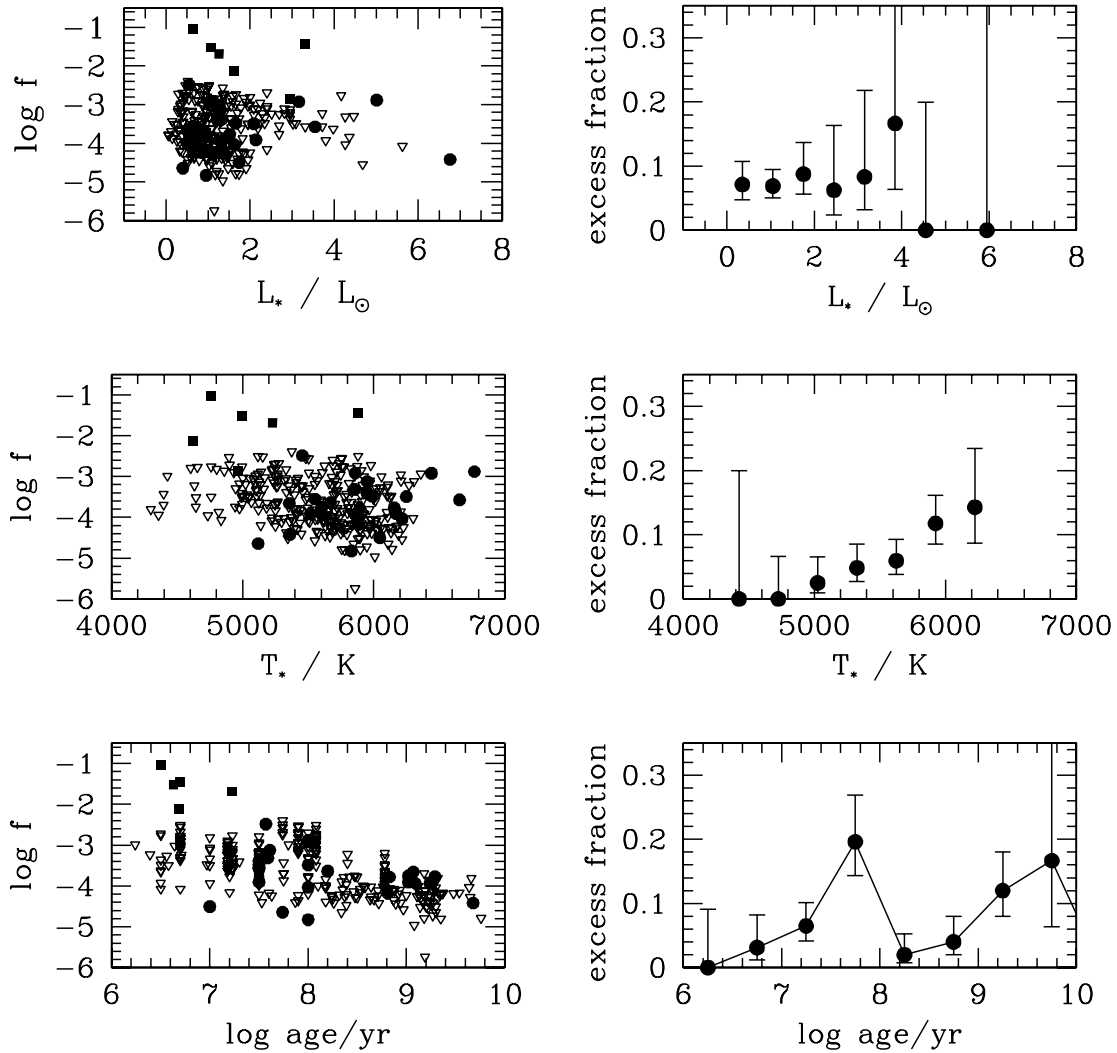 −1
−2
−3
−4
−5
−6
log f
0 2 4 6 8
L* / L⊙
0.3
0.2
0.1
0
excess fraction
0 2 4 6 8
L* / L⊙
−1
−2
−3
−4
−5
−6
log f
4000 5000 6000 7000
T* / K
0.3
0.2
0.1
0
excess fraction
4000 5000 6000 7000
T* / K
−1
−2
−3
−4
−5
−6
log f
6 7 8 9 10
log age/yr
0.3
0.2
0.1
0
excess fraction
6 7 8 9 10
log age/yr